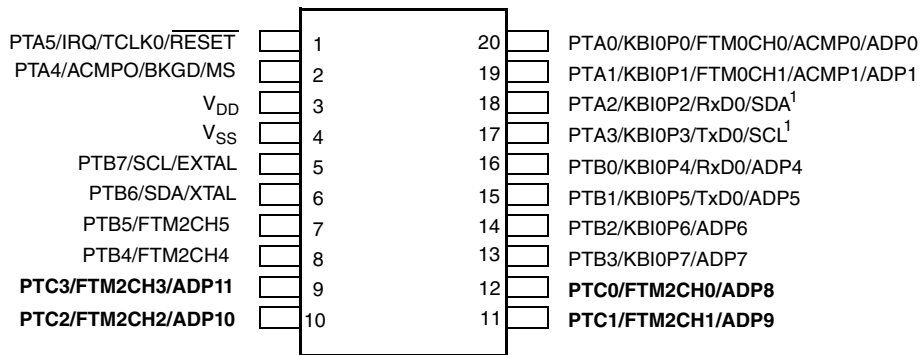 PTA5/IRQ/TCLK0/RESET 1 20 PTA0/KBI0P0/FTM0CH0/ACMP0/ADP0
PTA4/ACMPO/BKGD/MS 2 19 PTA1/KBI0P1/FTM0CH1/ACMP1/ADP1
VDD 3 18 PTA2/KBI0P2/RxD0/SDA1
VSS 4 17 PTA3/KBI0P3/TxD0/SCL1
PTB7/SCL/EXTAL 5 16 PTB0/KBI0P4/RxD0/ADP4
PTB6/SDA/XTAL 6 15 PTB1/KBI0P5/TxD0/ADP5
PTB5/FTM2CH5 7 14 PTB2/KBI0P6/ADP6
PTB4/FTM2CH4 8 13 PTB3/KBI0P7/ADP7
PTC3/FTM2CH3/ADP11 9 12 PTC0/FTM2CH0/ADP8
PTC2/FTM2CH2/ADP10 10 11 PTC1/FTM2CH1/ADP9